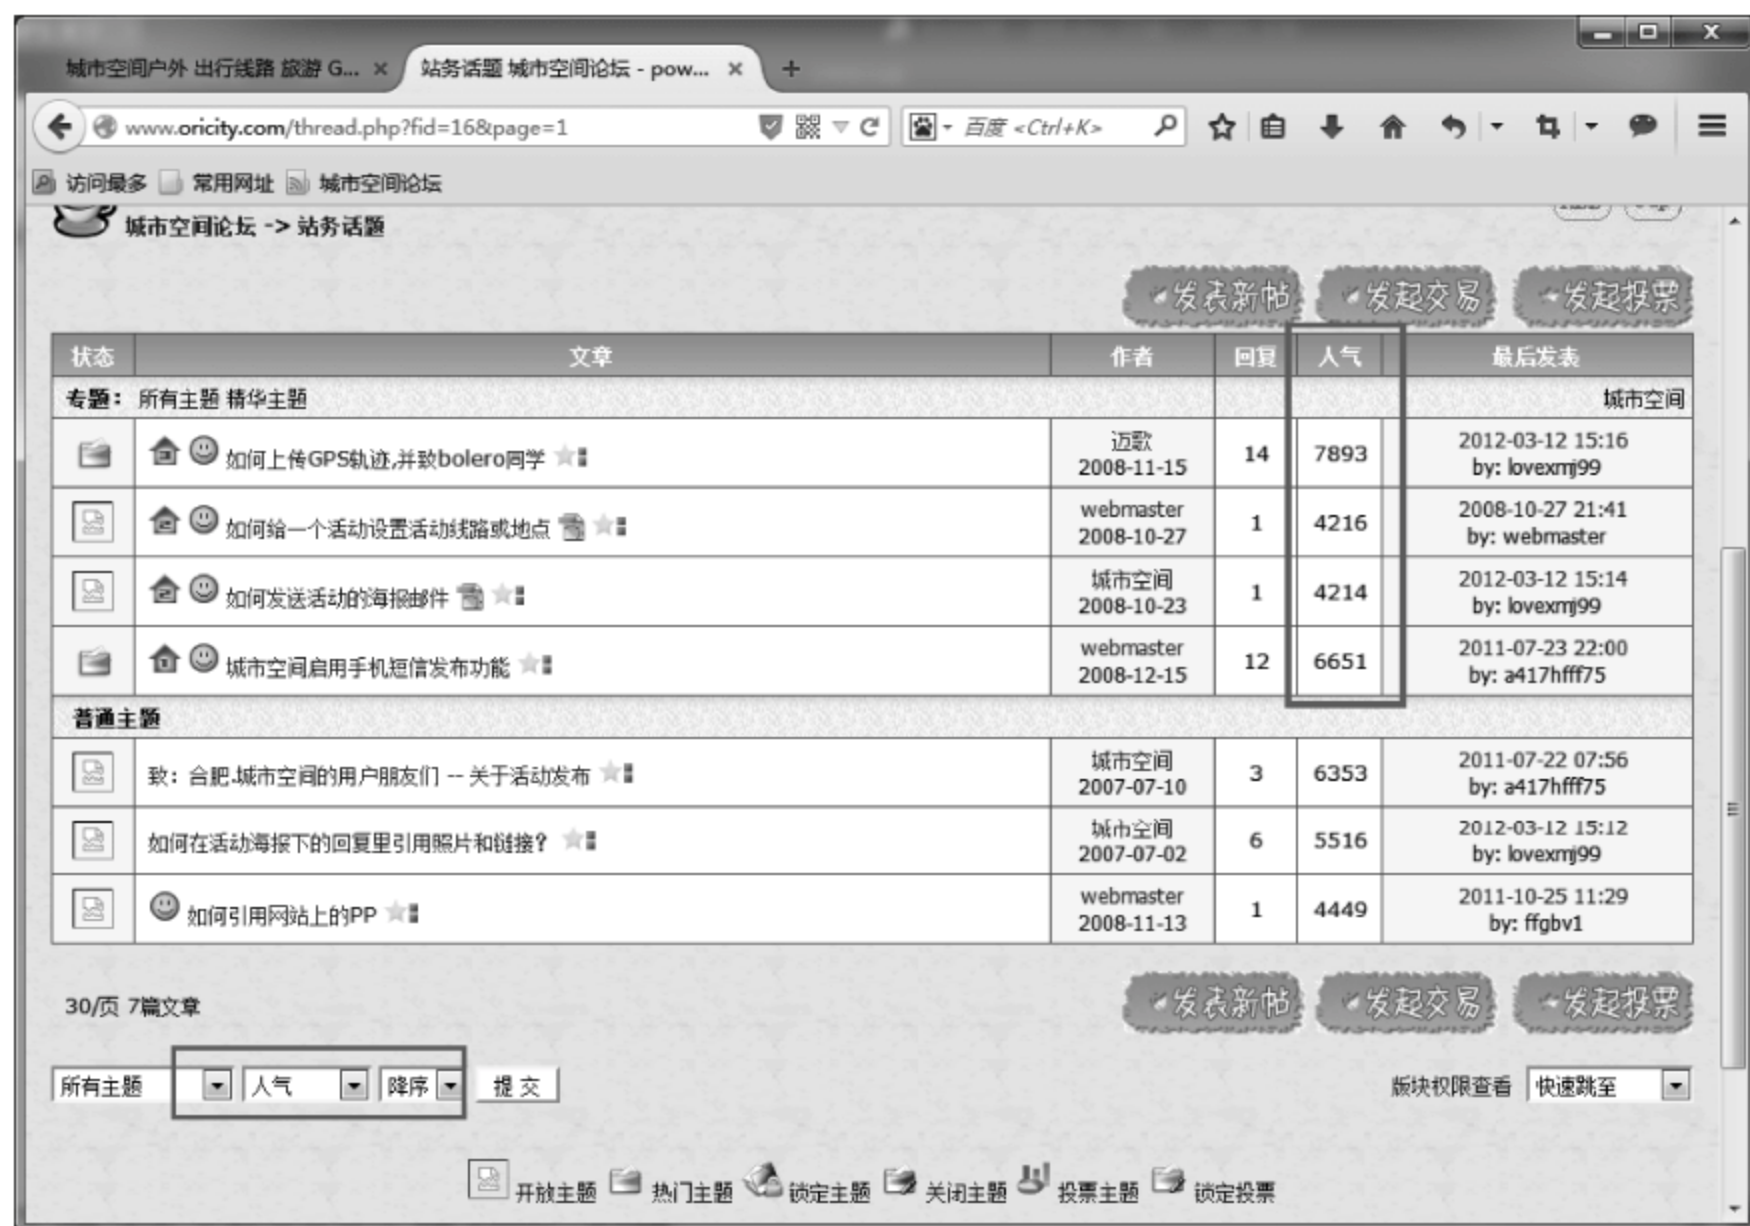 城市空间户外 出行线路 旅游 G... ×
站务话题 城市空间论坛 - pow... × +
www.oricity.com/thread.php?fid=16&page=1
百度 <Ctrl+K>
访问最多 常用网址 城市空间论坛
城市空间论坛 -> 站务话题
发表新帖 发起交易 发起投票
状态 文章 作者 回复 人气 最后发表
专题： 所有主题 精华主题 城市空间
如何上传GPS轨迹,并致bolero同学 迈歌 2008-11-15 14 7893 2012-03-12 15:16 by: lovexmj99
如何给一个活动设置活动线路或地点 webmaster 2008-10-27 1 4216 2008-10-27 21:41 by: webmaster
如何发送活动的海报邮件 城市空间 2008-10-23 1 4214 2012-03-12 15:14 by: lovexmj99
城市空间启用手机短信发布功能 webmaster 2008-12-15 12 6651 2011-07-23 22:00 by: a417hfff75
普通主题
致：合肥.城市空间的用户朋友们 -- 关于活动发布 城市空间 2007-07-10 3 6353 2011-07-22 07:56 by: a417hfff75
如何在活动海报下的回复里引用照片和链接? 城市空间 2007-07-02 6 5516 2012-03-12 15:12 by: lovexmj99
如何引用网站上的PP webmaster 2008-11-13 1 4449 2011-10-25 11:29 by: ffgbv1
30/页 7篇文章
发表新帖 发起交易 发起投票
所有主题 人气 降序 提 交 版块权限查看 快速跳至
开放主题 热门主题 锁定主题 关闭主题 投票主题 锁定投票